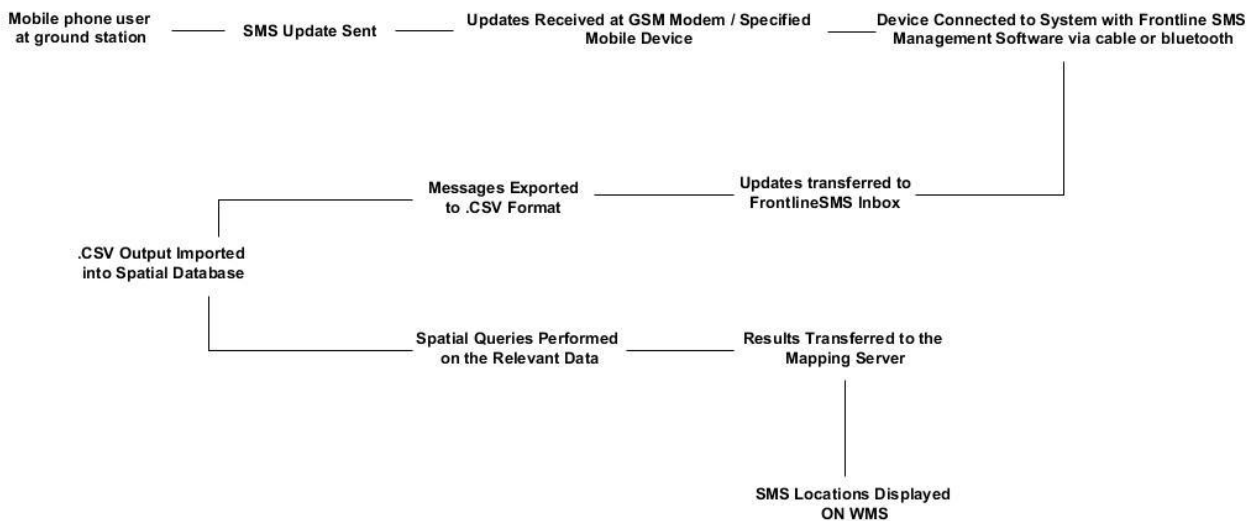 Mobile phone user
at ground station
SMS Update Sent
Updates Received at GSM Modem / Specified
Mobile Device
Device Connected to System with Frontline SMS
Management Software via cable or bluetooth
Updates transferred to
FrontlineSMS Inbox
Messages Exported
to .CSV Format
.CSV Output Imported
into Spatial Database
Spatial Queries Performed
on the Relevant Data
Results Transferred to the
Mapping Server
SMS Locations Displayed
ON WMS